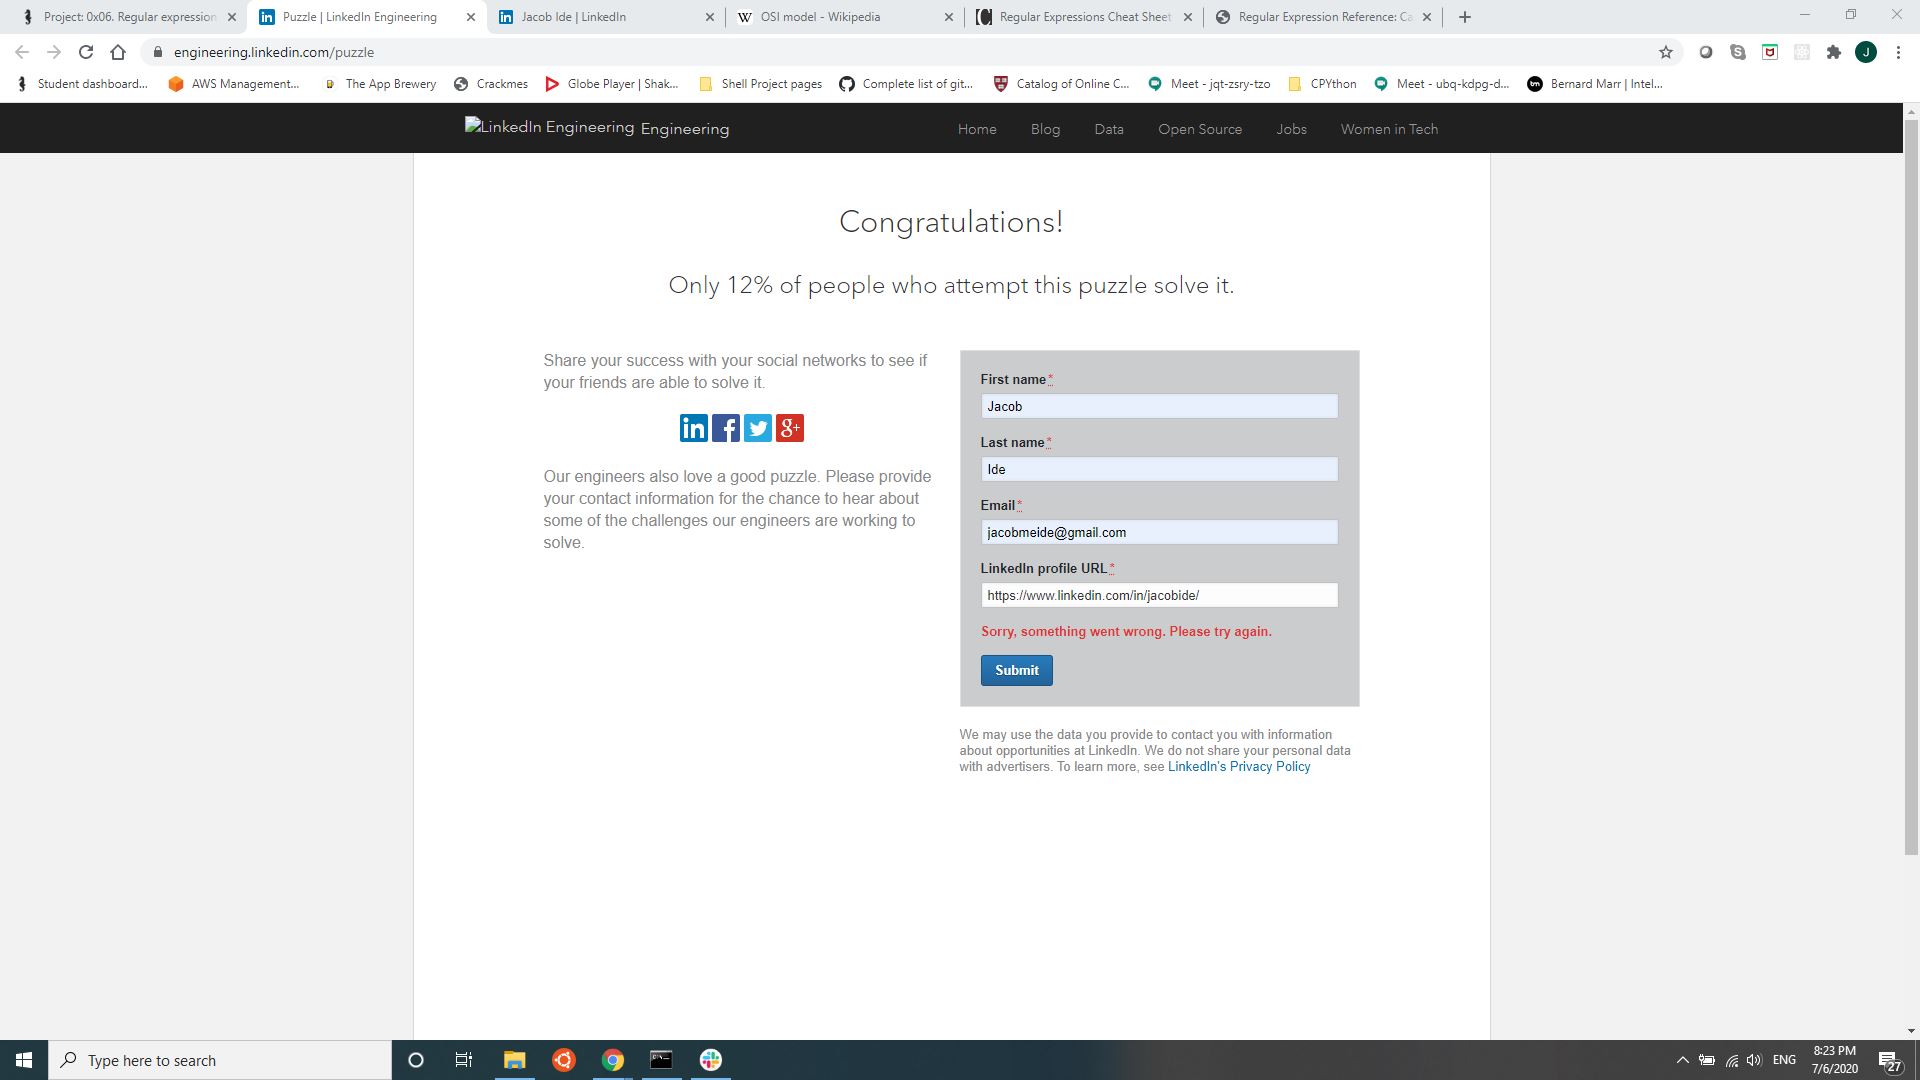 Project: 0x06. Regular expression
Puzzle | LinkedIn Engineering
Jacob Ide | LinkedIn
W OSI model - Wikipedia
Regular Expressions Cheat Sheet
Regular Expression Reference: Ca
engineering.linkedin.com/puzzle
J
Student dashboard...
AWS Management...
The App Brewery
Crackmes
Globe Player | Shak...
Shell Project pages
Complete list of git...
Catalog of Online C...
Meet - jqt-zsry-tzo
CPYthon
Meet - ubq-kdpg-d...
Bernard Marr | Intel...
LinkedIn Engineering Engineering
Home
Blog
Data
Open Source
Jobs
Women in Tech
Congratulations!
Only 12% of people who attempt this puzzle solve it.
Share your success with your social networks to see if
your friends are able to solve it.
in f g+
Our engineers also love a good puzzle. Please provide
your contact information for the chance to hear about
some of the challenges our engineers are working to
solve.
First name*
Jacob
Last name*
Ide
Email*
jacobmeide@gmail.com
LinkedIn profile URL*
https://www.linkedin.com/in/jacobide/
Sorry, something went wrong. Please try again.
Submit
We may use the data you provide to contact you with information
about opportunities at LinkedIn. We do not share your personal data
with advertisers. To learn more, see LinkedIn's Privacy Policy
Type here to search
ENG
8:23 PM
7/6/2020
27